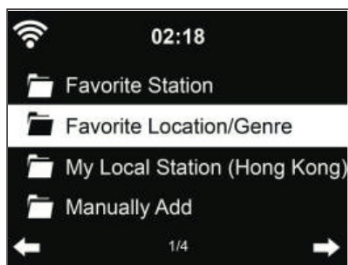 02:18
Favorite Station
Favorite Location/Genre
My Local Station (Hong Kong)
Manually Add
1/4